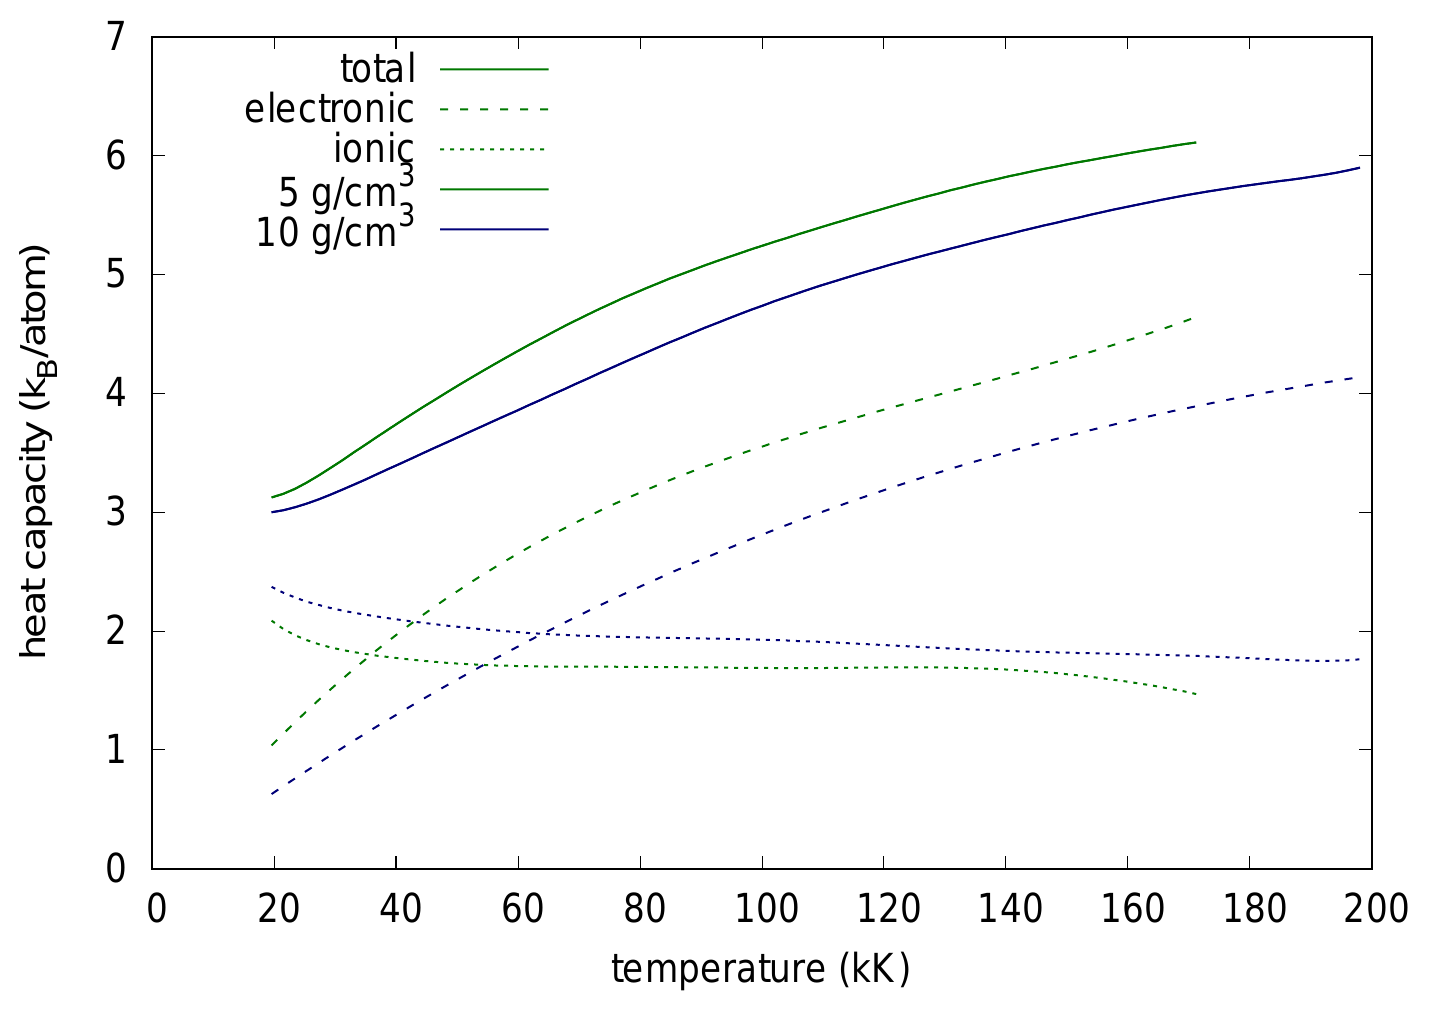 total
electronic
ionic
5 g/cm³
10 g/cm³
7
6
5
4
3
2
1
0
heat capacity (k_B/atom)
0 20 40 60 80 100 120 140 160 180 200
temperature (kK)